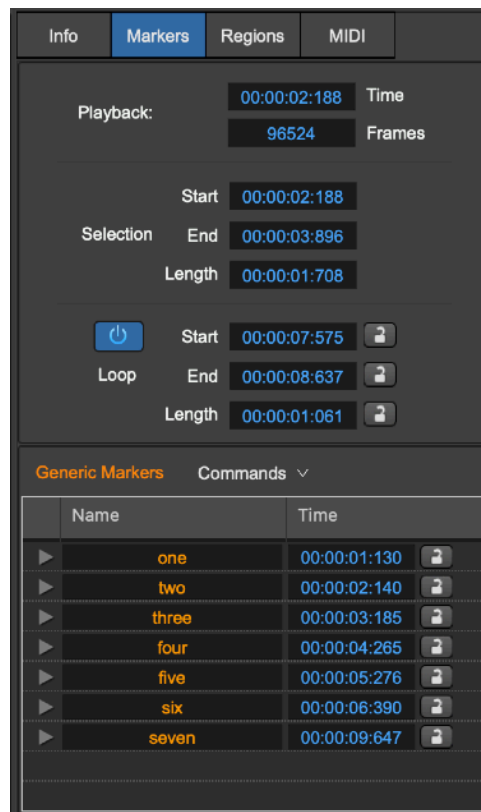 Info Markers Regions MIDI
Playback: 00:00:02:188 Time
96524 Frames
Start 00:00:02:188
Selection End 00:00:03:896
Length 00:00:01:708
Start 00:00:07:575
Loop End 00:00:08:637
Length 00:00:01:061
Generic Markers Commands
Name Time
one 00:00:01:130
two 00:00:02:140
three 00:00:03:185
four 00:00:04:265
five 00:00:05:276
six 00:00:06:390
seven 00:00:09:647